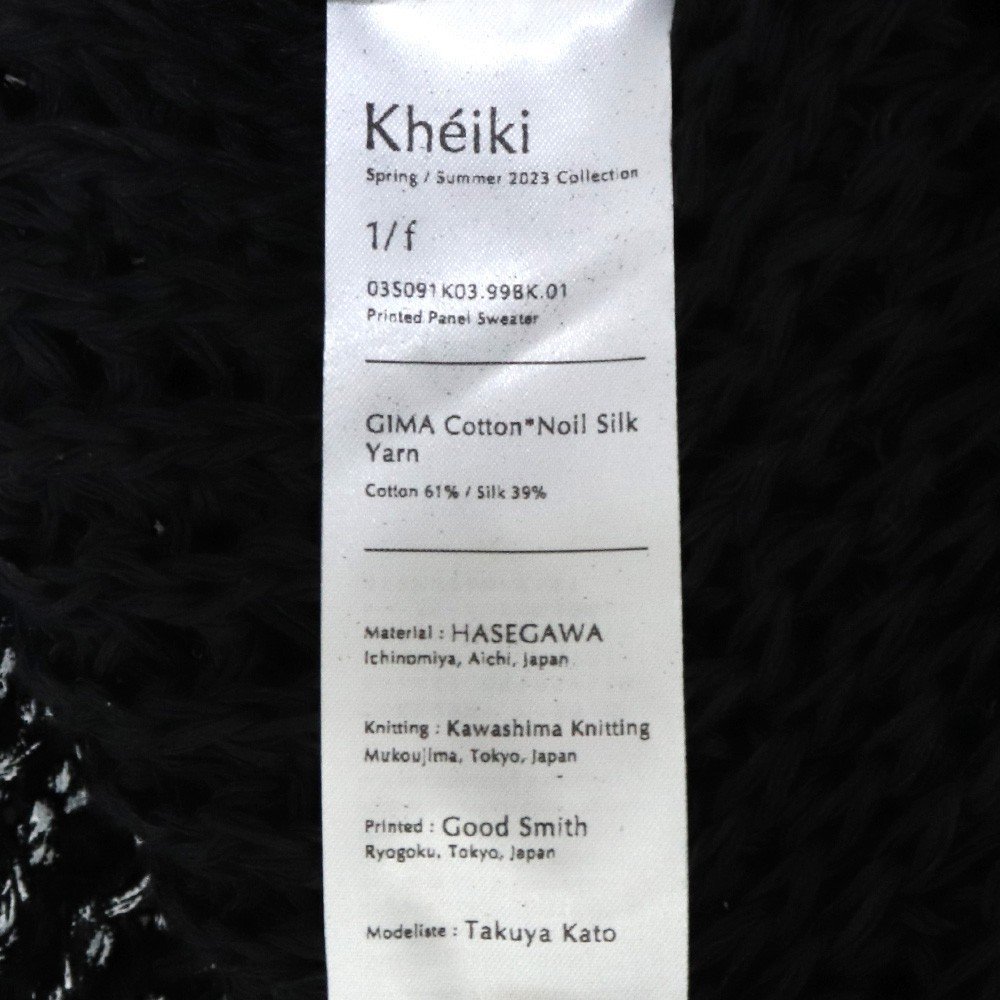 Khéiki
Spring / Summer 2023 Collection
1/f
03S091K03.99BK.01
Printed Panel Sweater
GIMA Cotton*Noil Silk
Yarn
Cotton 61% / Silk 39%
Material : HASEGAWA
Ichinomiya, Aichi, Japan
Knitting : Kawashima Knitting
Mukoujima, Tokyo, Japan
Printed : Good Smith
Ryogoku, Tokyo, Japan
Modeliste : Takuya Kato